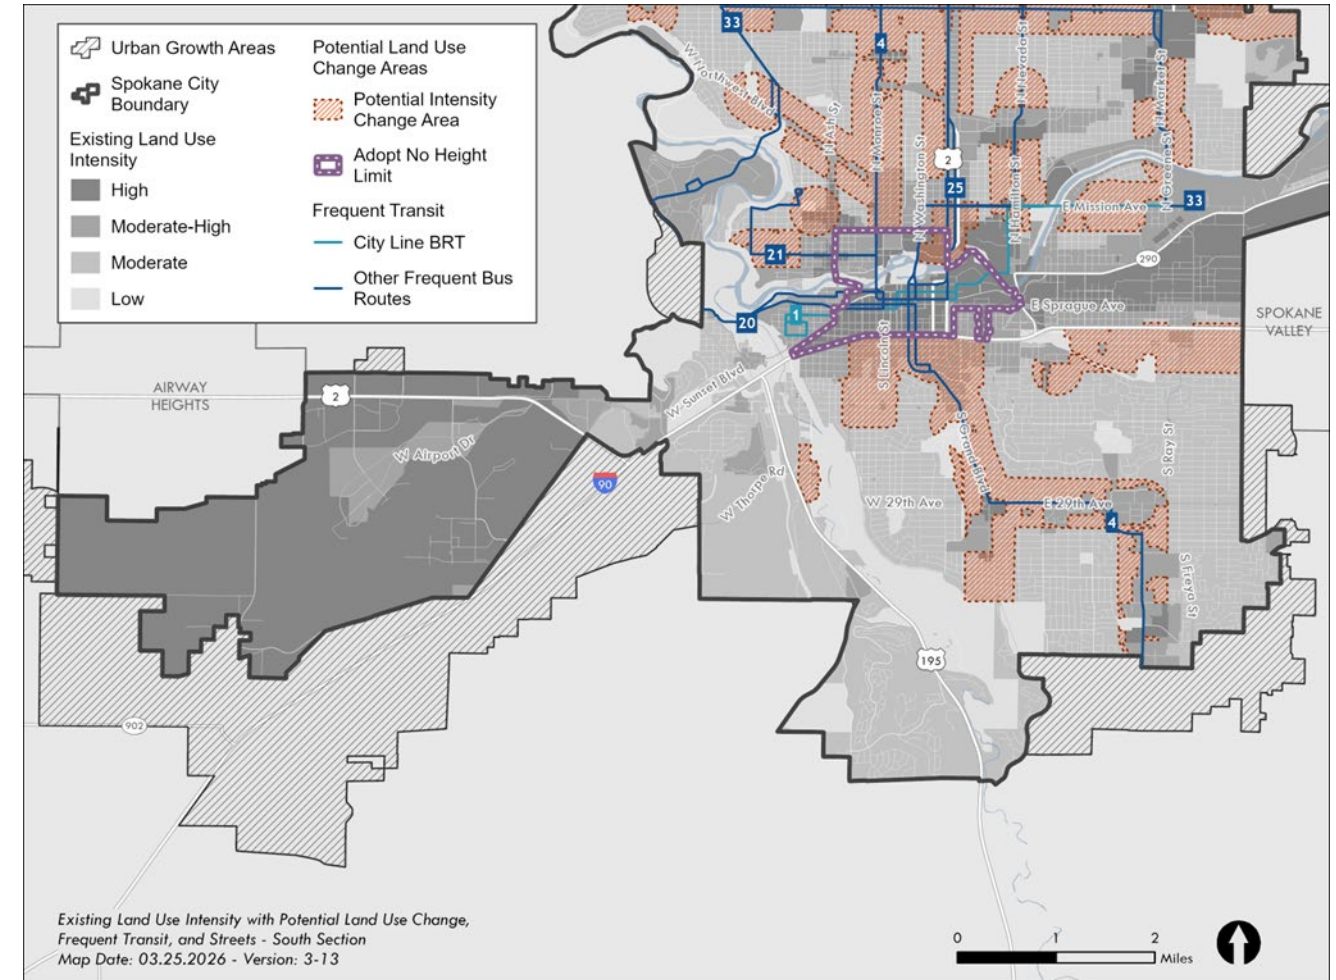 Urban Growth Areas
Spokane City
Boundary
Existing Land Use
Intensity
High
Moderate-High
Moderate
Low
Potential Land Use
Change Areas
Potential Intensity
Change Area
Adopt No Height
Limit
Frequent Transit
City Line BRT
Other Frequent Bus
Routes
33
4
W Northwest Blvd
N Ash St
N Monroe St
N Washington St
2
25
N Nevada St
N Hamilton St
N Market St
N Greene St
E Mission Ave
33
21
290
20
1
E Sprague Ave
SPOKANE
VALLEY
S Lincoln St
W Sunset Blvd
AIRWAY
HEIGHTS
2
W Airport Dr
90
W Thorpe Rd
S Grand Blvd
S Ray St
W 29th Ave
E 29th Ave
4
S Freya St
195
902
Existing Land Use Intensity with Potential Land Use Change,
Frequent Transit, and Streets - South Section
Map Date: 03.25.2026 - Version: 3-13
0 1 2
Miles